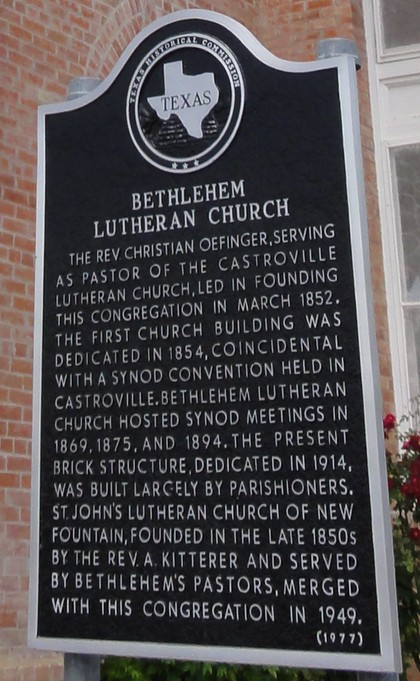 TEXAS HISTORICAL COMMISSION
TEXAS
BETHLEHEM
LUTHERAN CHURCH
THE REV CHRISTIAN OEFINGER, SERVING
AS PASTOR OF THE CASTROVILLE
LUTHERAN CHURCH, LED IN FOUNDING
THIS CONGREGATION IN MARCH 1852.
THE FIRST CHURCH BUILDING WAS
DEDICATED IN 1854, COINCIDENTAL
WITH A SYNOD CONVENTION HELD IN
CASTROVILLE. BETHLEHEM LUTHERAN
CHURCH HOSTED SYNOD MEETINGS IN
1869, 1875, AND 1894. THE PRESENT
BRICK STRUCTURE, DEDICATED IN 1914,
WAS BUILT LARGELY BY PARISHIONERS.
ST. JOHN'S LUTHERAN CHURCH OF NEW
FOUNTAIN, FOUNDED IN THE LATE 1850s
BY THE REV. A. KITTERER AND SERVED
BY BETHLEHEM'S PASTORS, MERGED
WITH THIS CONGREGATION IN 1949.
(1977)